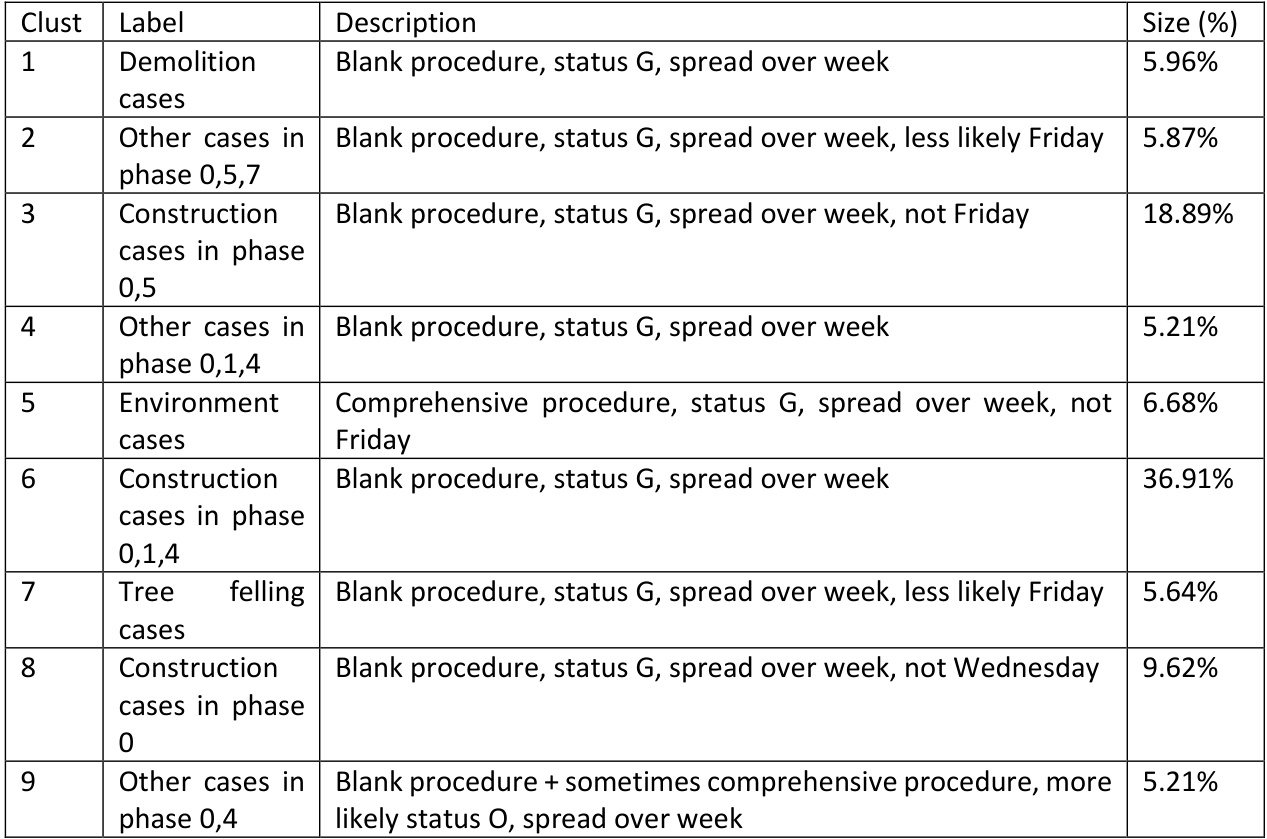 Clust Label Description Size (%)
1 Demolition Blank procedure, status G, spread over week 5.96%
cases
2 Other cases in Blank procedure, status G, spread over week, less likely Friday 5.87%
phase 0,5,7
3 Construction Blank procedure, status G, spread over week, not Friday 18.89%
cases in phase
0,5
4 Other cases in Blank procedure, status G, spread over week 5.21%
phase 0,1,4
5 Environment Comprehensive procedure, status G, spread over week, not 6.68%
cases Friday
6 Construction Blank procedure, status G, spread over week 36.91%
cases in phase
0,1,4
7 Tree felling Blank procedure, status G, spread over week, less likely Friday 5.64%
cases
8 Construction Blank procedure, status G, spread over week, not Wednesday 9.62%
cases in phase
0
9 Other cases in Blank procedure + sometimes comprehensive procedure, more 5.21%
phase 0,4 likely status O, spread over week